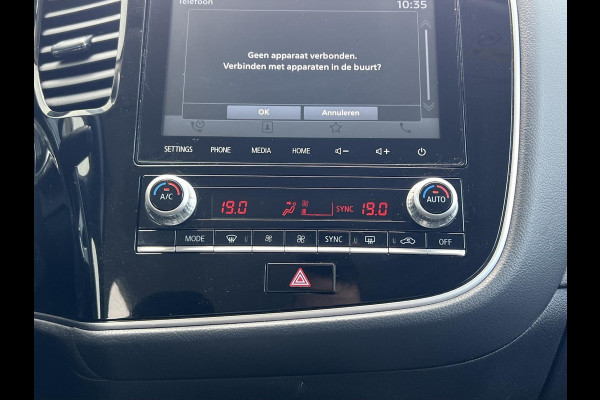 Telefoon 10:35
Geen apparaat verbonden.
Verbinden met apparaten in de buurt?
OK Annuleren
SETTINGS PHONE MEDIA HOME
A/C 19.0 SYNC 19.0 AUTO
MODE SYNC OFF